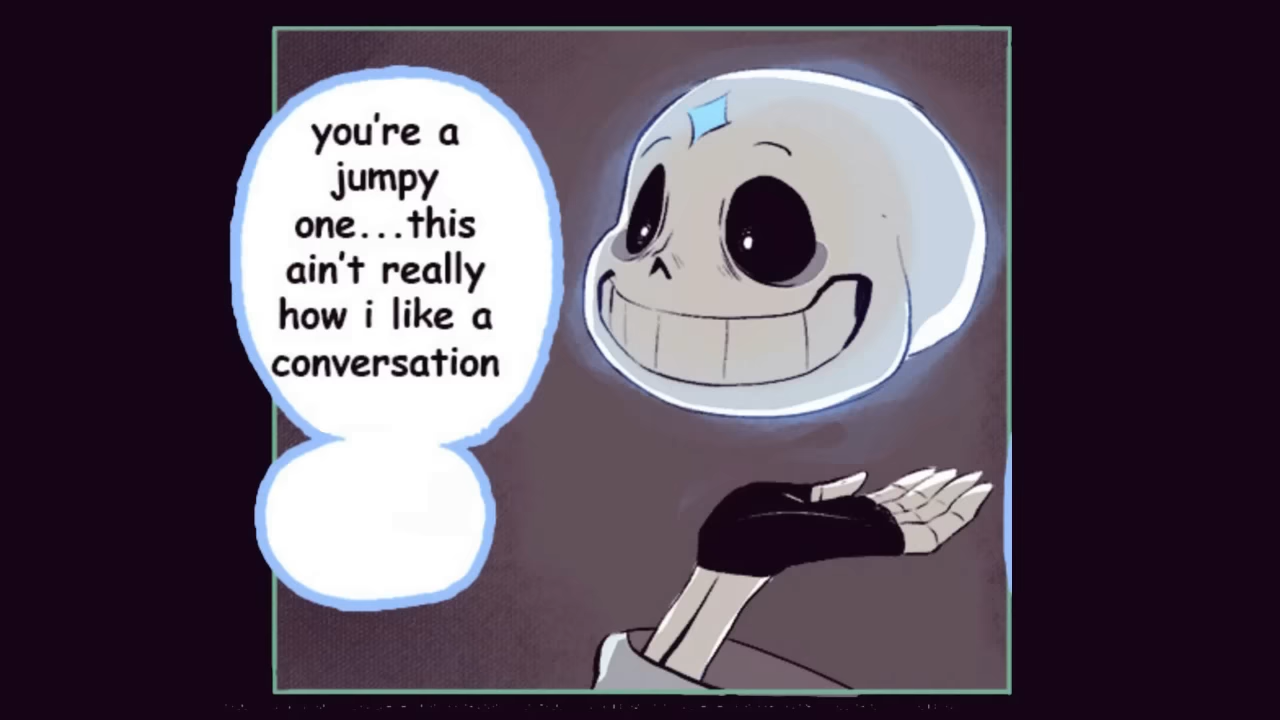 you're a
jumpy
one...this
ain't really
how i like a
conversation